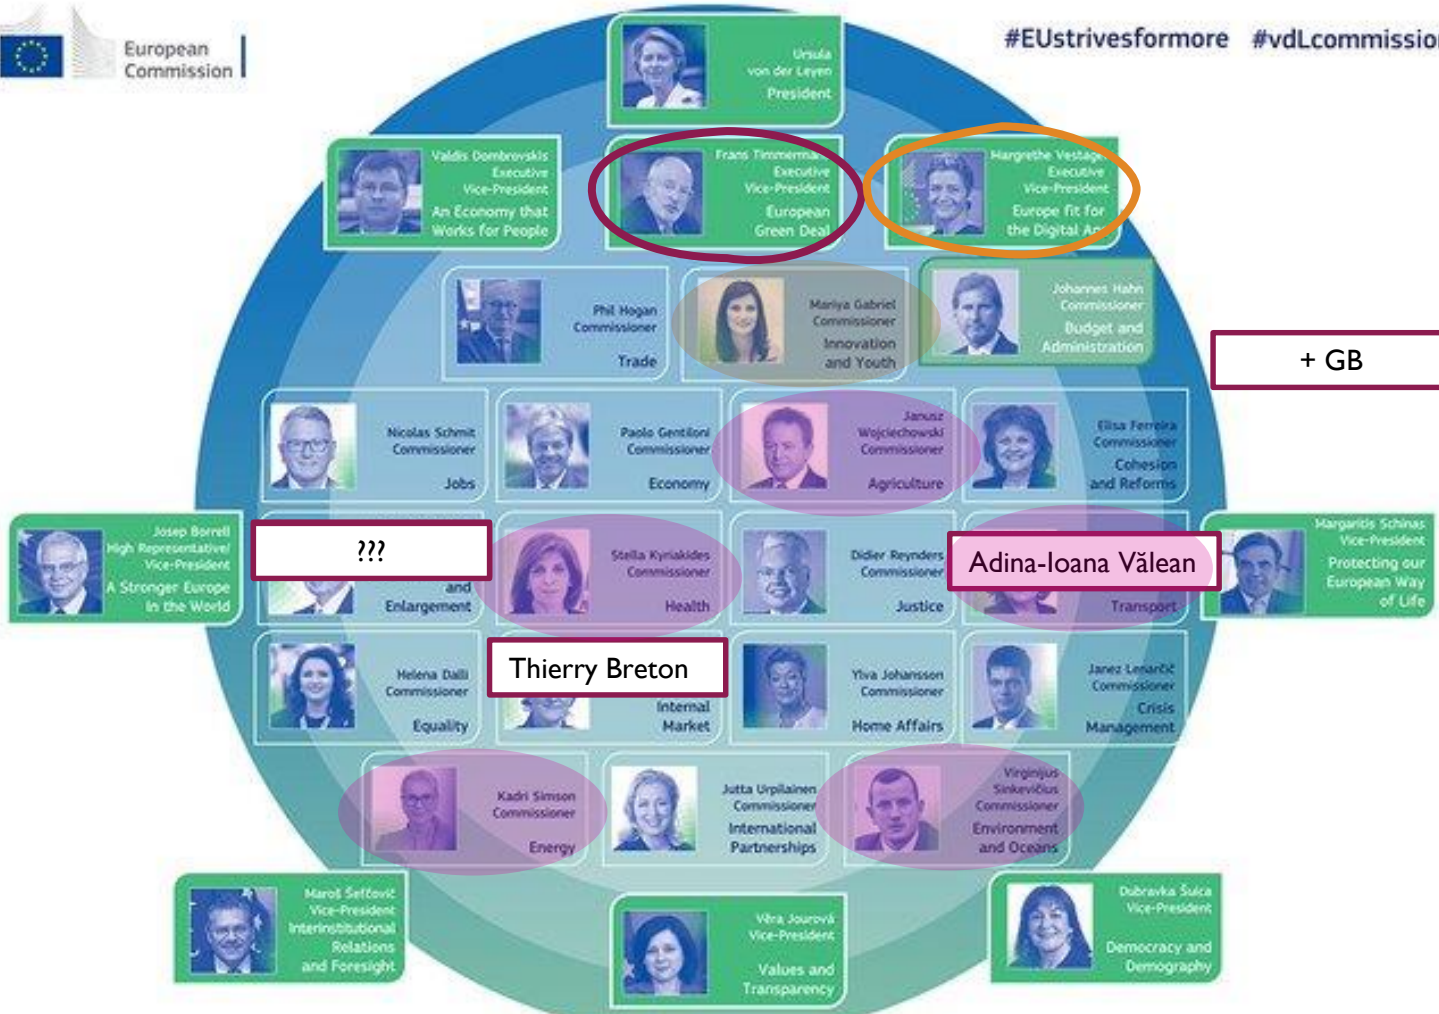 European
Commission
#EUstrivesformore #vdLcommission
Ursula
von der Leyen
President
Valdis Dombrovskis
Executive
Vice-President
An Economy that
Works for People
Frans Timmermans
Executive
Vice-President
European
Green Deal
Margrethe Vestager
Executive
Vice-President
Europe fit for
the Digital Age
Phil Hogan
Commissioner
Trade
Mariya Gabriel
Commissioner
Innovation
and Youth
Johannes Hahn
Commissioner
Budget and
Administration
+ GB
Nicolas Schmit
Commissioner
Jobs
Paolo Gentiloni
Commissioner
Economy
Janusz
Wojciechowski
Commissioner
Agriculture
Elisa Ferreira
Commissioner
Cohesion
and Reforms
Josep Borrell
High Representative/
Vice-President
A Stronger Europe
in the World
???
and
Enlargement
Stella Kyriakides
Commissioner
Health
Didier Reynders
Commissioner
Justice
Adina-Ioana Vălean
Transport
Margaritis Schinas
Vice-President
Protecting our
European Way
of Life
Helena Dalli
Commissioner
Equality
Thierry Breton
Internal
Market
Ylva Johansson
Commissioner
Home Affairs
Janez Lenarčič
Commissioner
Crisis
Management
Kadri Simson
Commissioner
Energy
Jutta Urpilainen
Commissioner
International
Partnerships
Virginijus
Sinkevičius
Commissioner
Environment
and Oceans
Maroš Šefčovič
Vice-President
Interinstitutional
Relations
and Foresight
Věra Jourová
Vice-President
Values and
Transparency
Dubravka Šuica
Vice-President
Democracy and
Demography